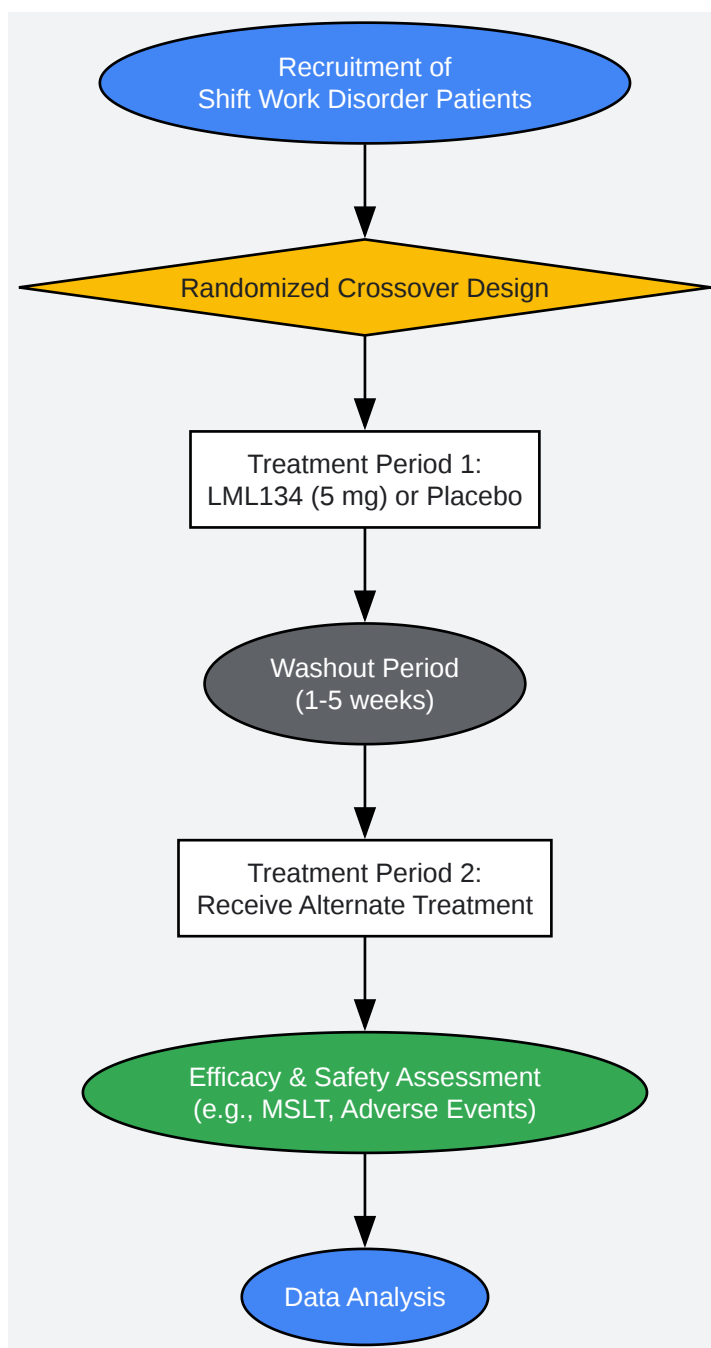 Recruitment of
Shift Work Disorder Patients
Randomized Crossover Design
Treatment Period 1:
LML134 (5 mg) or Placebo
Washout Period
(1-5 weeks)
Treatment Period 2:
Receive Alternate Treatment
Efficacy & Safety Assessment
(e.g., MSLT, Adverse Events)
Data Analysis